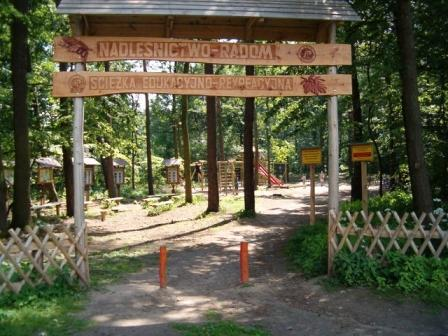 NADLEŚNICTWO-RADOM
ŚCIEŻKA EDUKACYJNO-REKREACYJNA